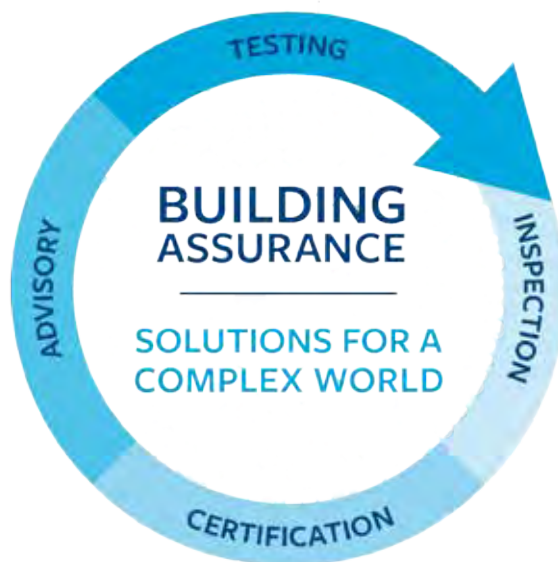 TESTING
BUILDING
ASSURANCE
SOLUTIONS FOR A
COMPLEX WORLD
ADVISORY
INSPECTION
CERTIFICATION